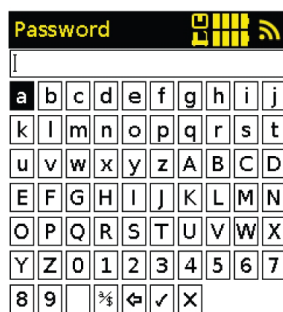 Password
a b c d e f g h i j
k l m n o p q r s t
u v w x y z A B C D
E F G H I J K L M N
O P Q R S T U V W X
Y Z 0 1 2 3 4 5 6 7
8 9 a/$ ⇦ ✓ ✕